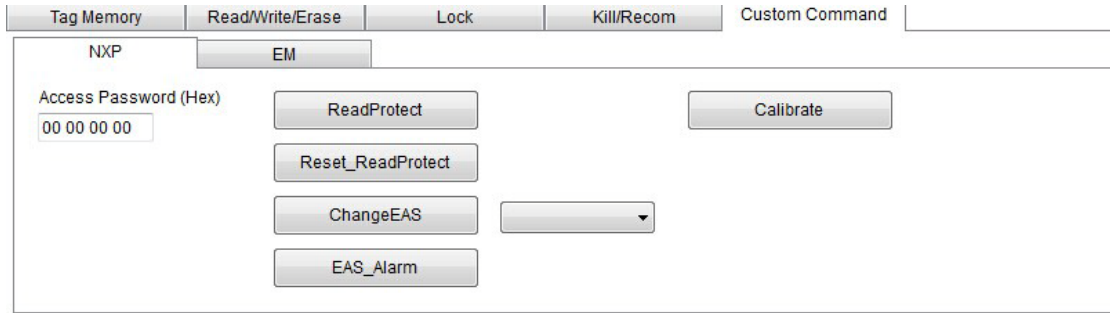 Tag Memory Read/Write/Erase Lock Kill/Recom Custom Command
NXP EM
Access Password (Hex)
00 00 00 00
ReadProtect Calibrate
Reset_ReadProtect
ChangeEAS
EAS_Alarm